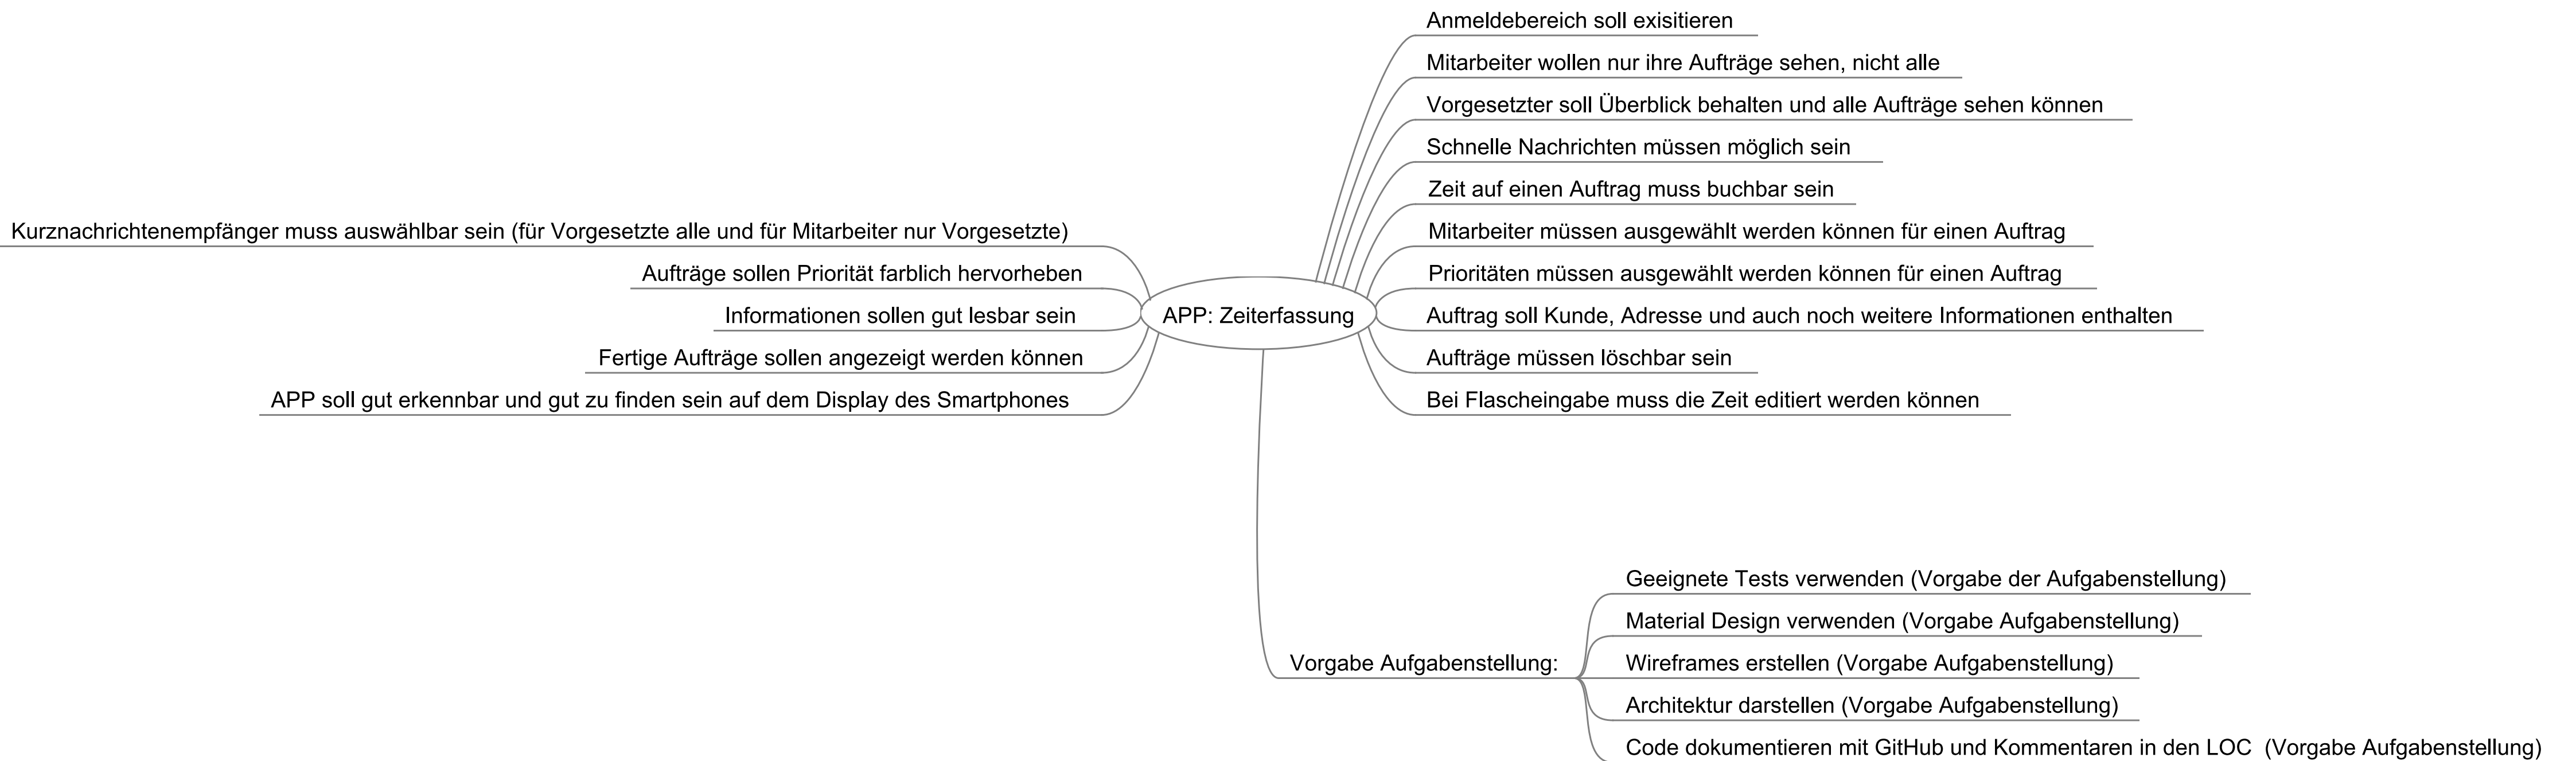 Anmeldebereich soll exisitieren
Mitarbeiter wollen nur ihre Aufträge sehen, nicht alle
Vorgesetzter soll Überblick behalten und alle Aufträge sehen können
Schnelle Nachrichten müssen möglich sein
Zeit auf einen Auftrag muss buchbar sein
Mitarbeiter müssen ausgewählt werden können für einen Auftrag
Prioritäten müssen ausgewählt werden können für einen Auftrag
Auftrag soll Kunde, Adresse und auch noch weitere Informationen enthalten
Aufträge müssen löschbar sein
Bei Flascheingabe muss die Zeit editiert werden können
Kurznachrichtenempfänger muss auswählbar sein (für Vorgesetzte alle und für Mitarbeiter nur Vorgesetzte)
Aufträge sollen Priorität farblich hervorheben
Informationen sollen gut lesbar sein
Fertige Aufträge sollen angezeigt werden können
APP soll gut erkennbar und gut zu finden sein auf dem Display des Smartphones
APP: Zeiterfassung
Vorgabe Aufgabenstellung:
Geeignete Tests verwenden (Vorgabe der Aufgabenstellung)
Material Design verwenden (Vorgabe Aufgabenstellung)
Wireframes erstellen (Vorgabe Aufgabenstellung)
Architektur darstellen (Vorgabe Aufgabenstellung)
Code dokumentieren mit GitHub und Kommentaren in den LOC (Vorgabe Aufgabenstellung)